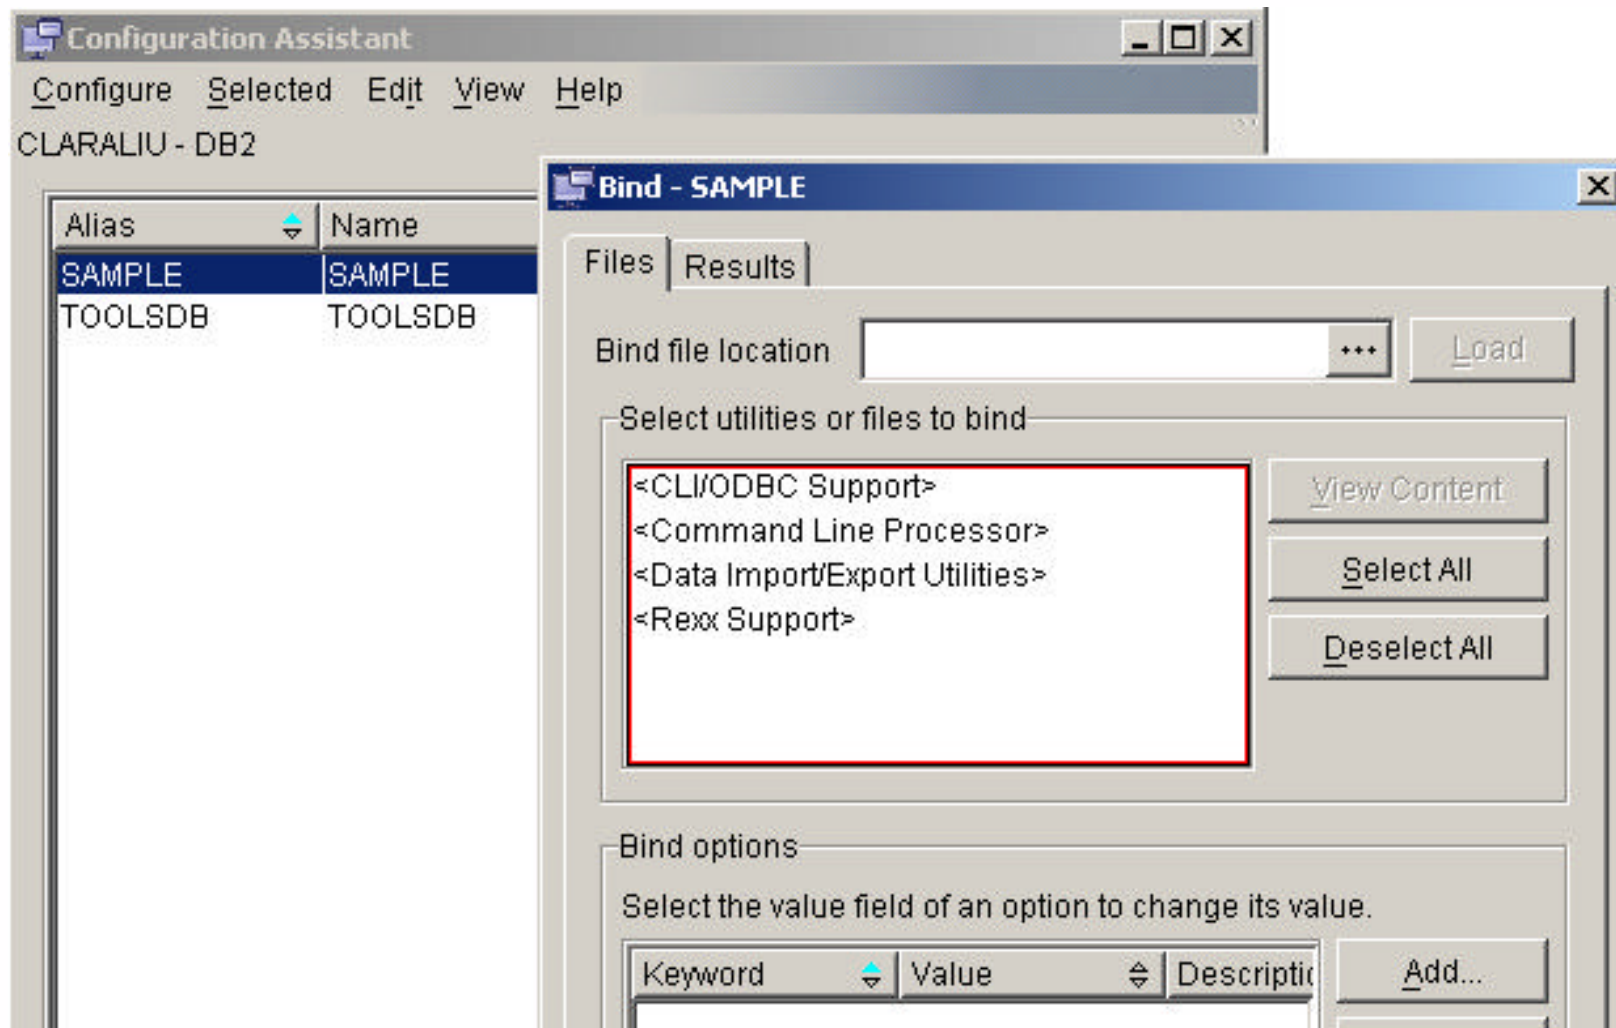 Configuration Assistant
Configure Selected Edit View Help
CLARALIU - DB2
Alias Name
SAMPLE SAMPLE
TOOLSDB TOOLSDB
Bind - SAMPLE
Files Results
Bind file location ... Load
Select utilities or files to bind
<CLI/ODBC Support>
<Command Line Processor>
<Data Import/Export Utilities>
<Rexx Support>
View Content
Select All
Deselect All
Bind options
Select the value field of an option to change its value.
Keyword Value Descriptic
Add...